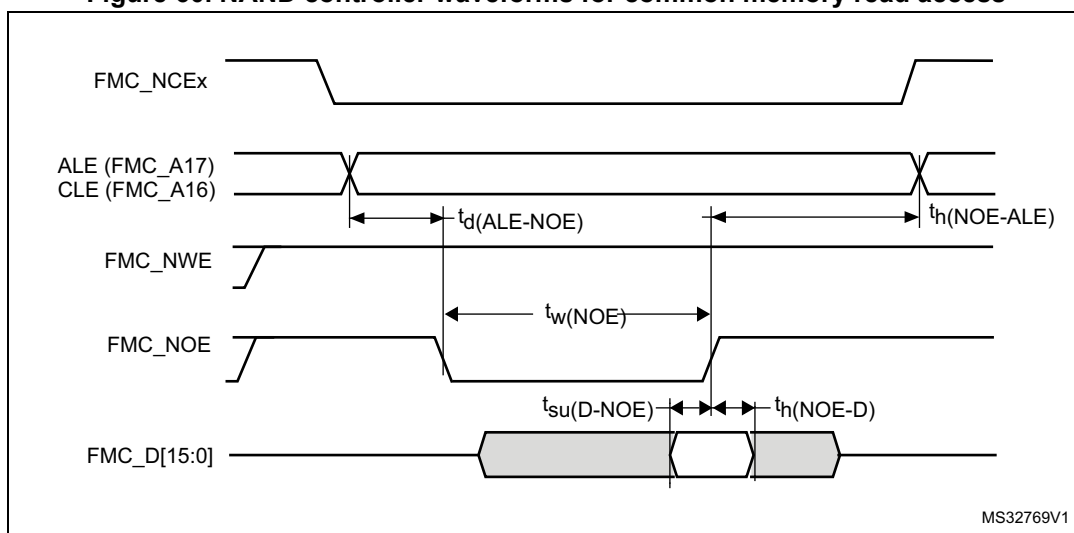 Figure NAND controller waveforms for common memory read access
FMC_NCEx
ALE (FMC_A17)
CLE (FMC_A16)
td(ALE-NOE)
th(NOE-ALE)
FMC_NWE
tw(NOE)
FMC_NOE
tsu(D-NOE)
th(NOE-D)
FMC_D[15:0]
MS32769V1